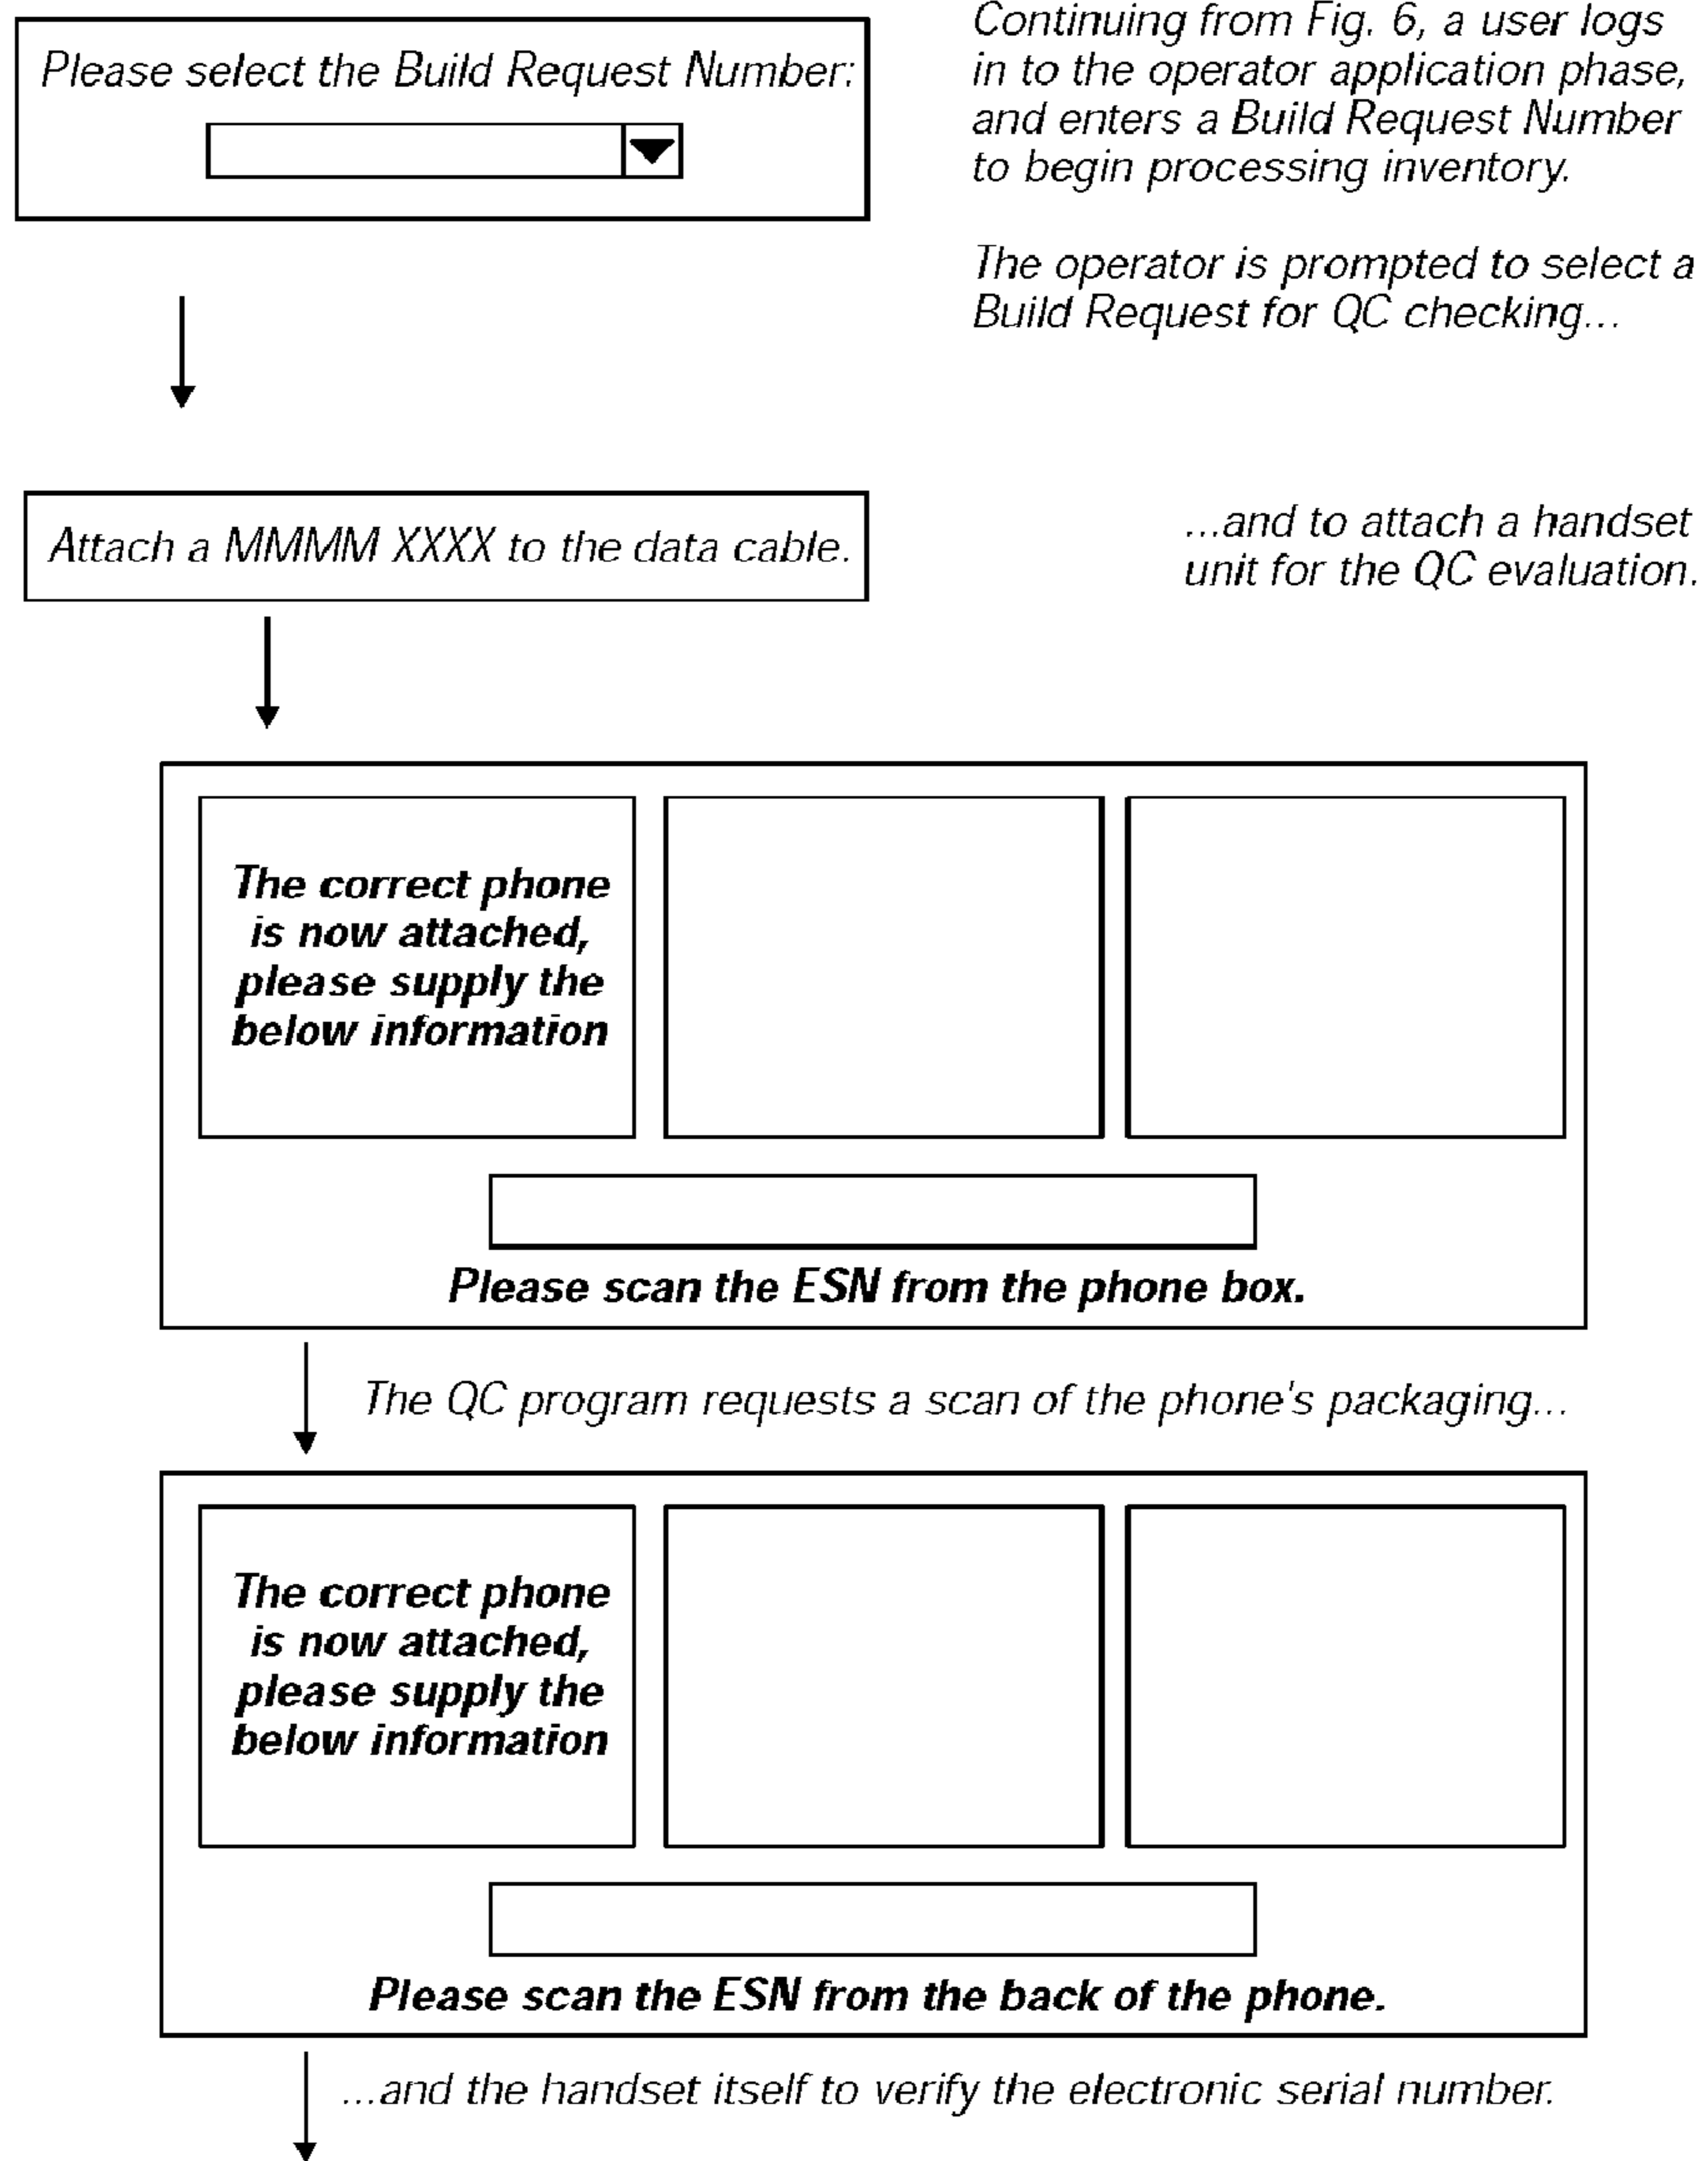 Please select the Build Request Number:
Continuing from Fig. 6, a user logs
in to the operator application phase,
and enters a Build Request Number
to begin processing inventory.
The operator is prompted to select a
Build Request for QC checking...
Attach a MMMM XXXX to the data cable.
...and to attach a handset
unit for the QC evaluation.
The correct phone
is now attached,
please supply the
below information
Please scan the ESN from the phone box.
The QC program requests a scan of the phone's packaging...
The correct phone
is now attached,
please supply the
below information
Please scan the ESN from the back of the phone.
...and the handset itself to verify the electronic serial number.